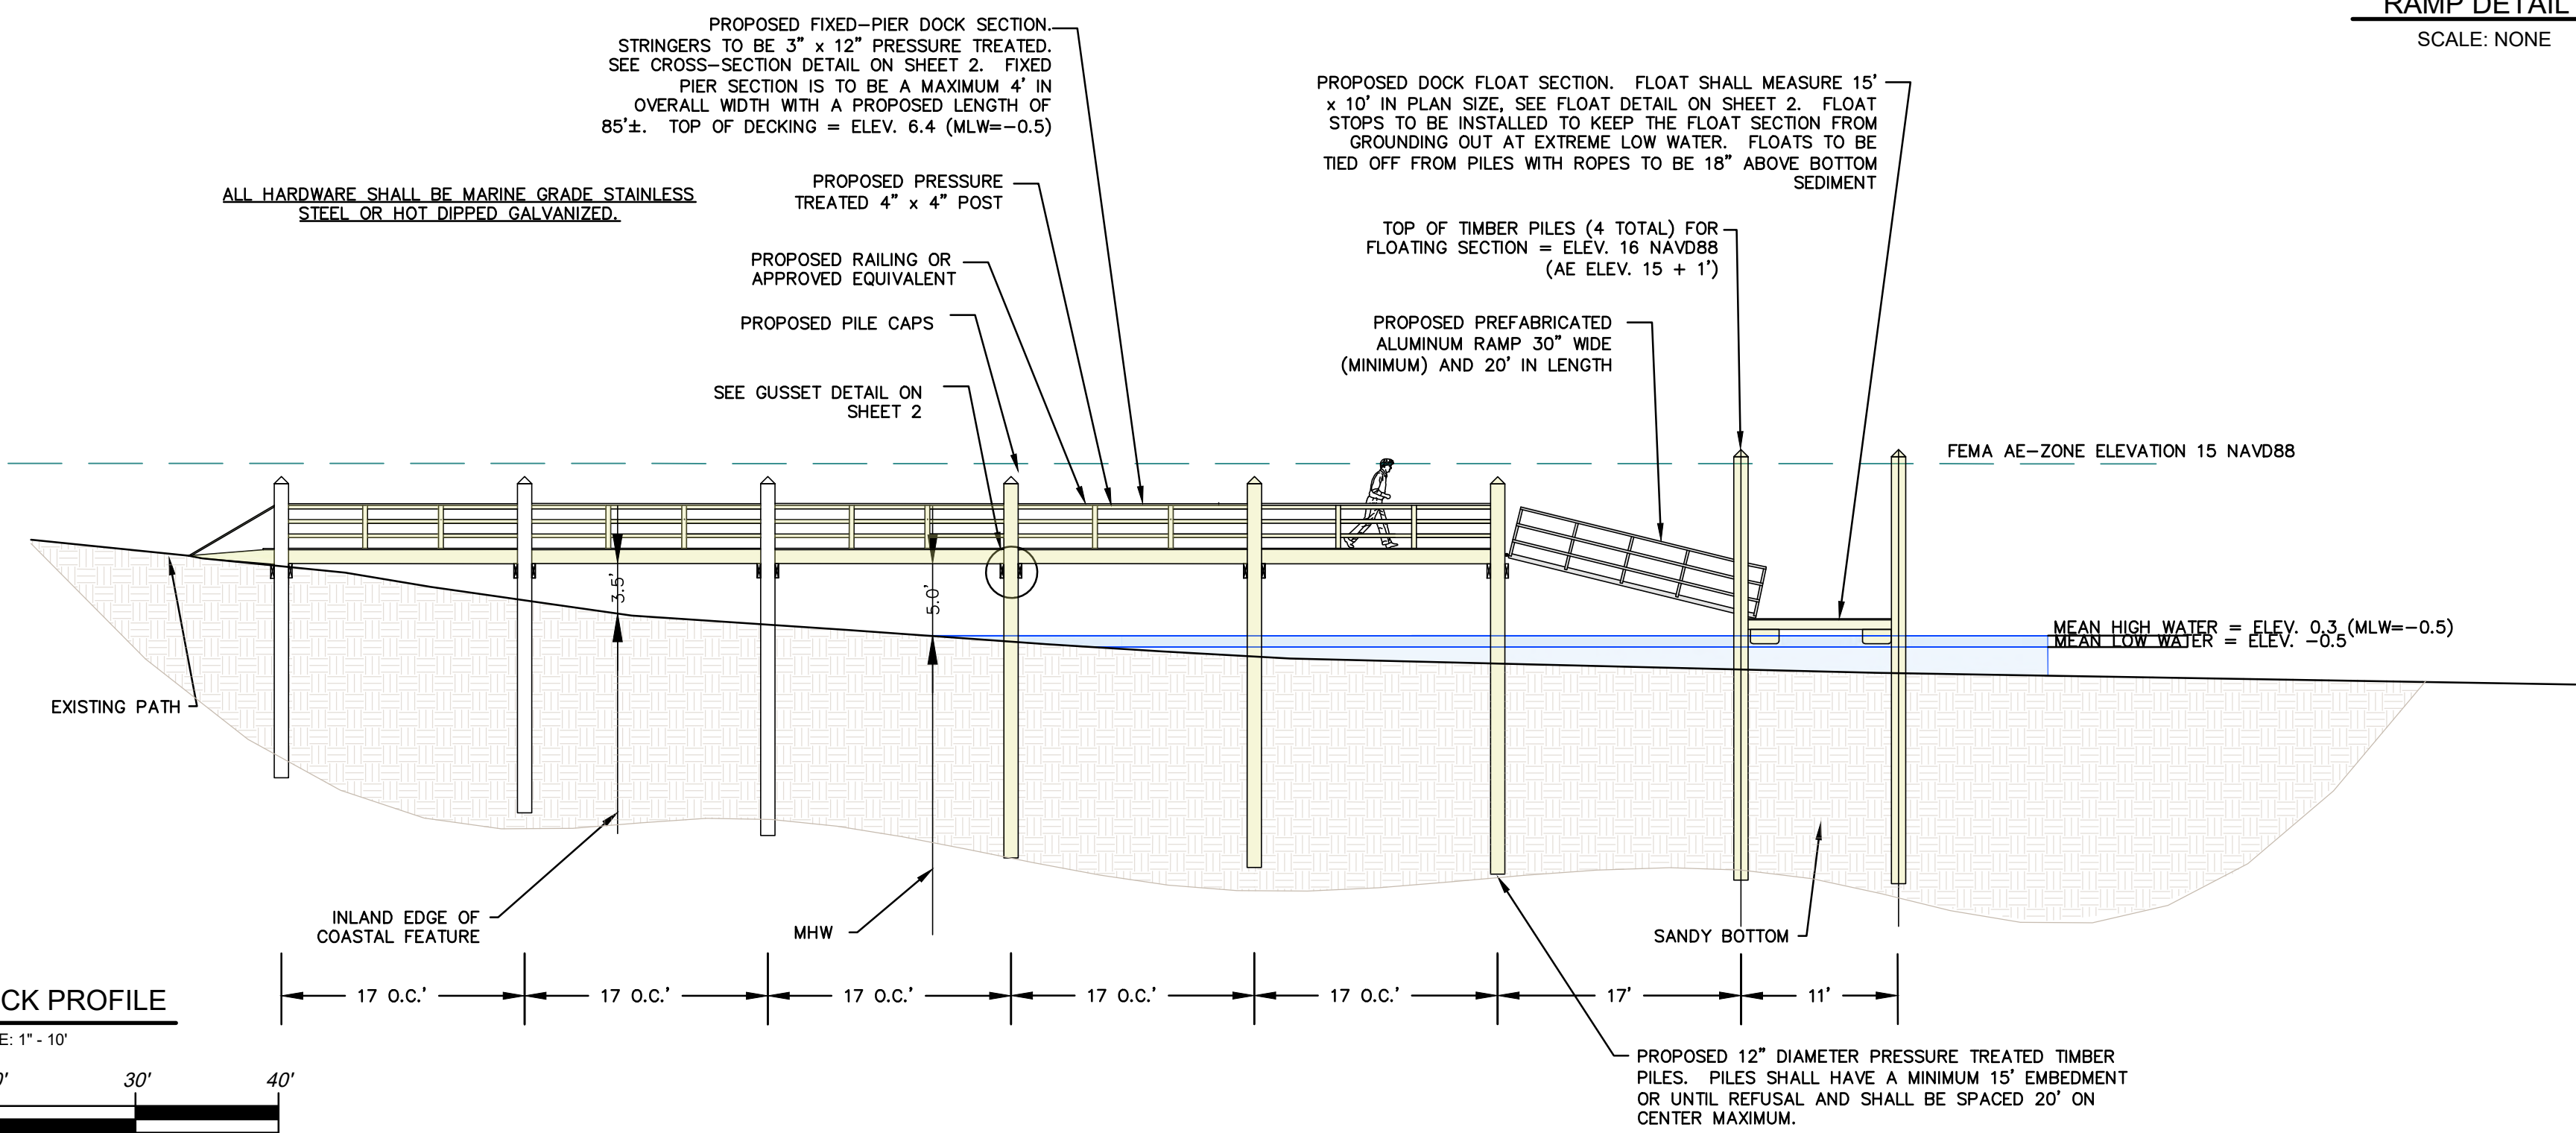 RAMP DETAIL
SCALE: NONE
PROPOSED FIXED-PIER DOCK SECTION.
STRINGERS TO BE 3" x 12" PRESSURE TREATED.
SEE CROSS-SECTION DETAIL ON SHEET 2. FIXED
PIER SECTION IS TO BE A MAXIMUM 4' IN
OVERALL WIDTH WITH A PROPOSED LENGTH OF
85'±. TOP OF DECKING = ELEV. 6.4 (MLW=-0.5)
PROPOSED DOCK FLOAT SECTION. FLOAT SHALL MEASURE 15'
x 10' IN PLAN SIZE, SEE FLOAT DETAIL ON SHEET 2. FLOAT
STOPS TO BE INSTALLED TO KEEP THE FLOAT SECTION FROM
GROUNDING OUT AT EXTREME LOW WATER. FLOATS TO BE
TIED OFF FROM PILES WITH ROPES TO BE 18" ABOVE BOTTOM
SEDIMENT
ALL HARDWARE SHALL BE MARINE GRADE STAINLESS
STEEL OR HOT DIPPED GALVANIZED.
PROPOSED PRESSURE
TREATED 4" x 4" POST
TOP OF TIMBER PILES (4 TOTAL) FOR
FLOATING SECTION = ELEV. 16 NAVD88
(AE ELEV. 15 + 1')
PROPOSED RAILING OR
APPROVED EQUIVALENT
PROPOSED PILE CAPS
PROPOSED PREFABRICATED
ALUMINUM RAMP 30" WIDE
(MINIMUM) AND 20' IN LENGTH
SEE GUSSET DETAIL ON
SHEET 2
FEMA AE-ZONE ELEVATION 15 NAVD88
3.5'
5.0'
MEAN HIGH WATER = ELEV. 0.3 (MLW=-0.5)
MEAN LOW WATER = ELEV. -0.5
EXISTING PATH
INLAND EDGE OF
COASTAL FEATURE
MHW
SANDY BOTTOM
17 O.C.'
17 O.C.'
17 O.C.'
17 O.C.'
17 O.C.'
17'
11'
CK PROFILE
E: 1" - 10'
0'
30'
40'
PROPOSED 12" DIAMETER PRESSURE TREATED TIMBER
PILES. PILES SHALL HAVE A MINIMUM 15' EMBEDMENT
OR UNTIL REFUSAL AND SHALL BE SPACED 20' ON
CENTER MAXIMUM.